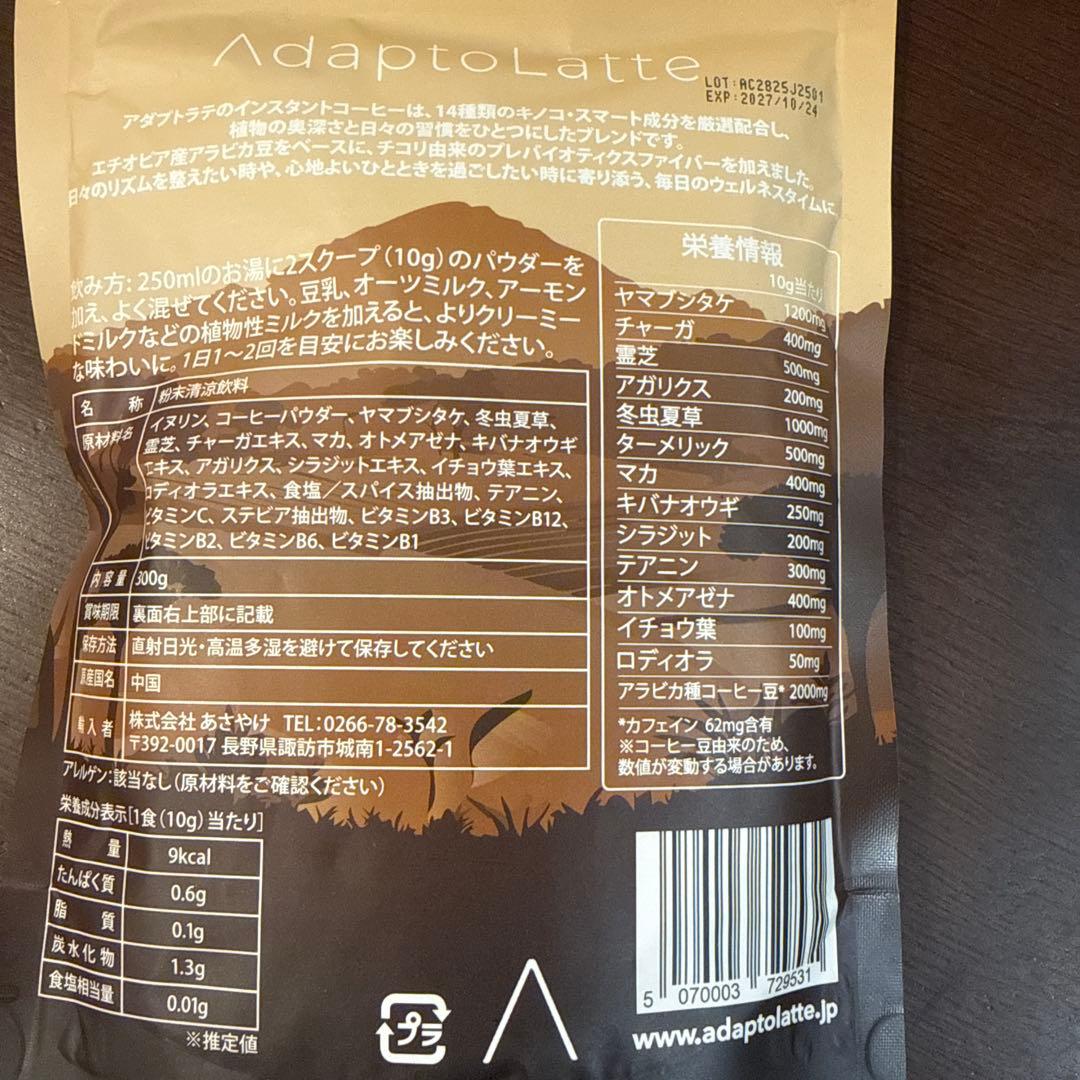 AdaptoLatte
LOT:AC2825J2501
EXP:2027/10/24
アダプトラテのインスタントコーヒーは、14種類のキノコ・スマート成分を厳選配合し、
植物の奥深さと日々の習慣をひとつにしたブレンドです。
エチオピア産アラビカ豆をベースに、チコリ由来のプレバイオティクスファイバーを加えました。
日々のリズムを整えたい時や、心地よいひとときを過ごしたい時に寄り添う、毎日のウェルネスタイムに
飲み方: 250mlのお湯に2スクープ(10g)のパウダーを
加え、よく混ぜてください。豆乳、オーツミルク、アーモン
ドミルクなどの植物性ミルクを加えると、よりクリーミー
な味わいに。1日1〜2回を目安にお楽しみください。
名 称 粉末清涼飲料
原材料名 イヌリン、コーヒーパウダー、ヤマブシタケ、冬虫夏草、
霊芝、チャーガエキス、マカ、オトメアゼナ、キバナオウギ
エキス、アガリクス、シラジットエキス、イチョウ葉エキス、
ロディオラエキス、食塩/スパイス抽出物、テアニン、
ビタミンC、ステビア抽出物、ビタミンB3、ビタミンB12、
ビタミンB2、ビタミンB6、ビタミンB1
内容量 300g
賞味期限 裏面右上部に記載
保存方法 直射日光・高温多湿を避けて保存してください
原産国名 中国
輸入者 株式会社 あさやけ TEL:0266-78-3542
〒392-0017 長野県諏訪市城南1-2562-1
アレルゲン:該当なし(原材料をご確認ください)
栄養成分表示[1食(10g)当たり]
熱 量 9kcal
たんぱく質 0.6g
脂 質 0.1g
炭水化物 1.3g
食塩相当量 0.01g
※推定値
栄養情報
10g当たり
ヤマブシタケ 1200mg
チャーガ 400mg
霊芝 500mg
アガリクス 200mg
冬虫夏草 1000mg
ターメリック 500mg
マカ 400mg
キバナオウギ 250mg
シラジット 200mg
テアニン 300mg
オトメアゼナ 400mg
イチョウ葉 100mg
ロディオラ 50mg
アラビカ種コーヒー豆* 2000mg
*カフェイン 62mg含有
※コーヒー豆由来のため、
数値が変動する場合があります。
プラ
5 070003 729531
www.adaptolatte.jp